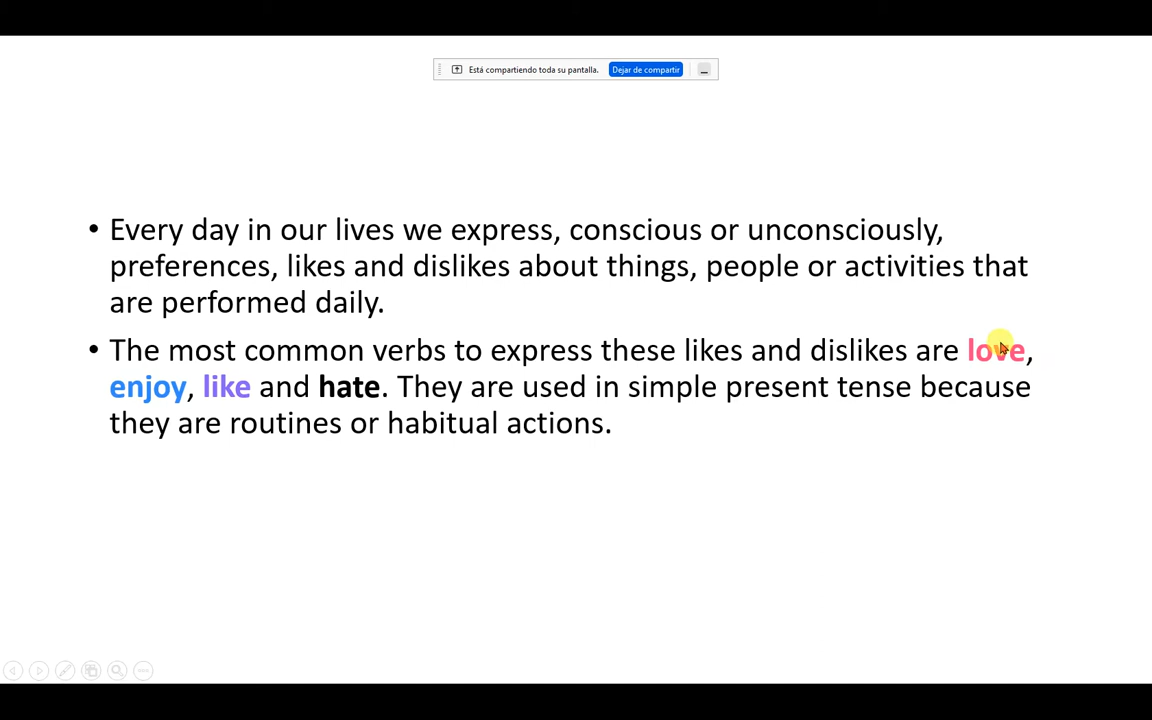 Está compartiendo toda su pantalla. Dejar de compartir
• Every day in our lives we express, conscious or unconsciously,
preferences, likes and dislikes about things, people or activities that
are performed daily.
• The most common verbs to express these likes and dislikes are love,
enjoy, like and hate. They are used in simple present tense because
they are routines or habitual actions.